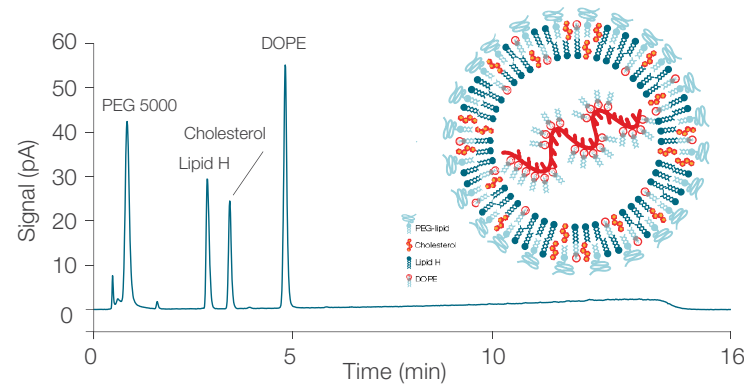 60
50
40
30
20
10
0
Signal (pA)
PEG 5000
Lipid H
Cholesterol
DOPE
0
5
10
16
Time (min)
PEG-lipid
Cholesterol
Lipid H
DOPE